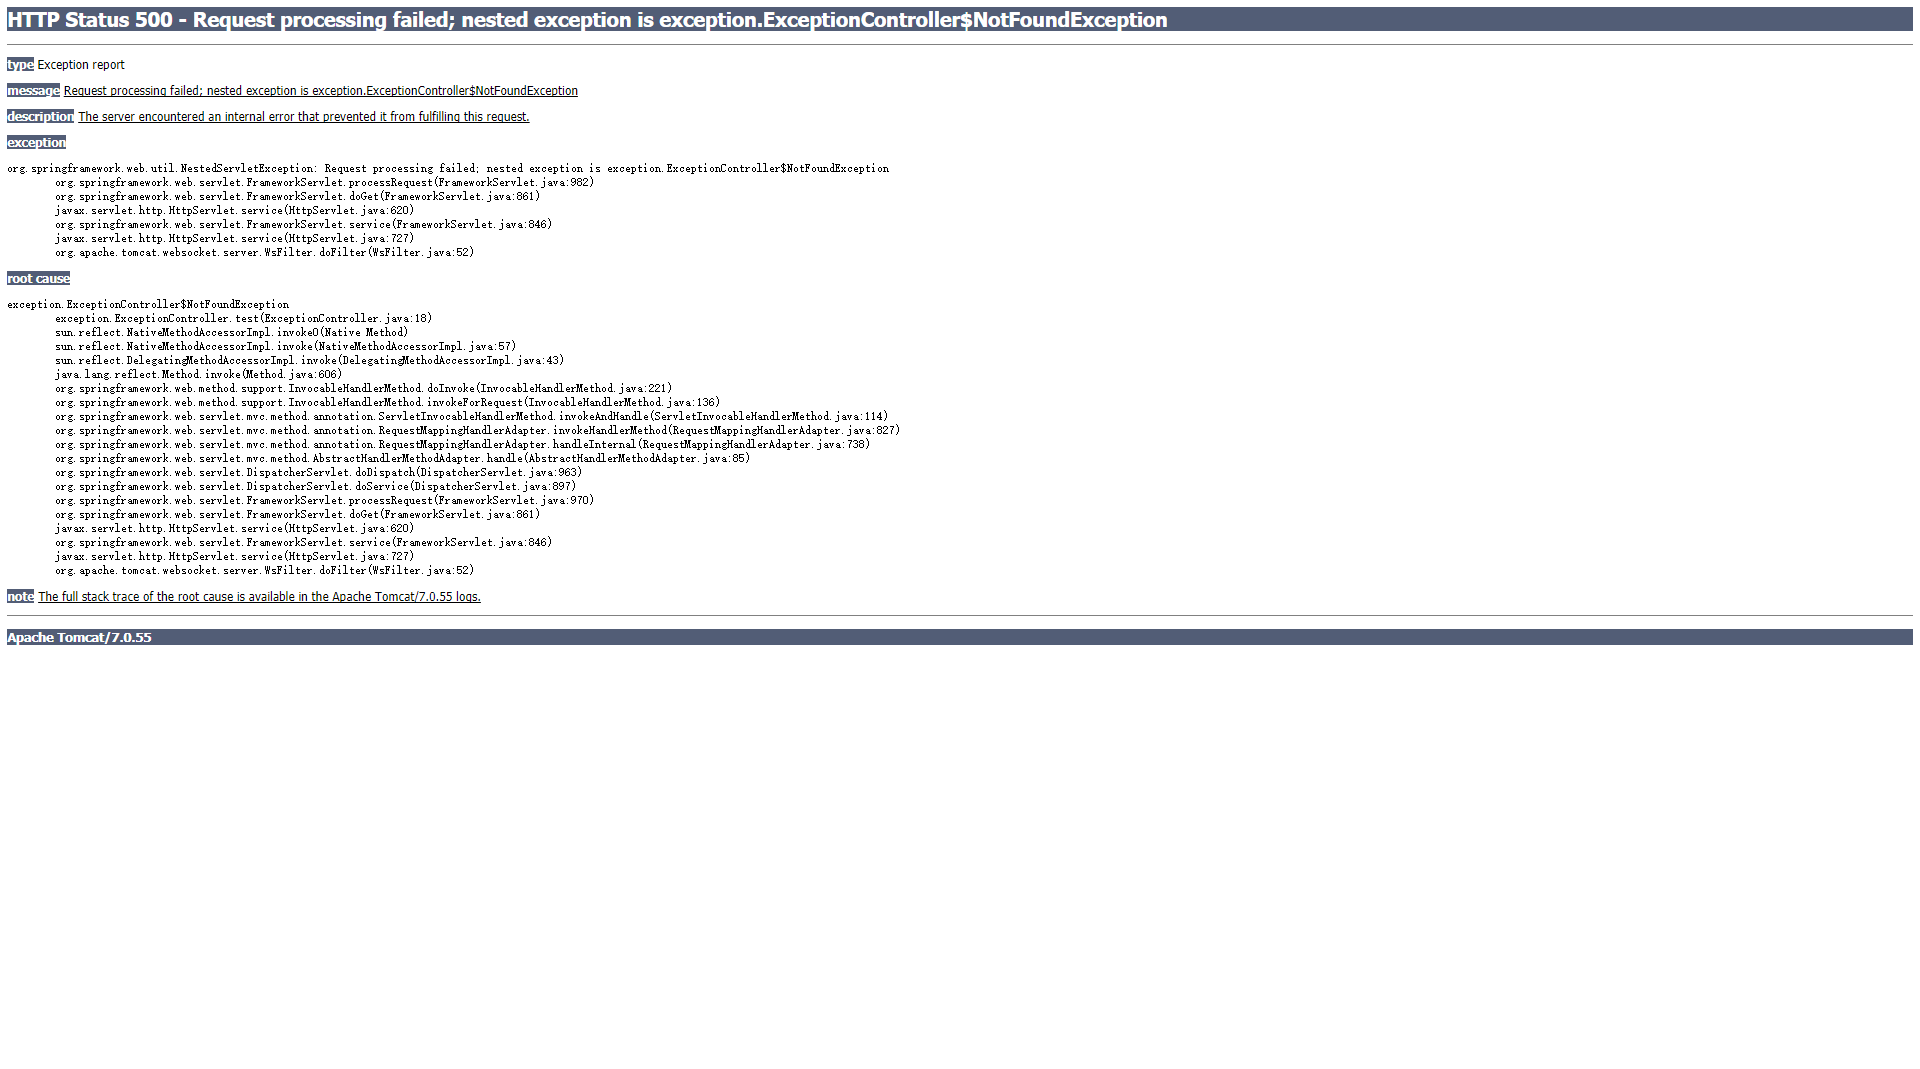 HTTP Status 500 - Request processing failed; nested exception is exception.ExceptionController$NotFoundException
type Exception report
message Request processing failed; nested exception is exception.ExceptionController$NotFoundException
description The server encountered an internal error that prevented it from fulfilling this request.
exception
org.springframework.web.util.NestedServletException: Request processing failed; nested exception is exception.ExceptionController$NotFoundException
org.springframework.web.servlet.FrameworkServlet.processRequest(FrameworkServlet.java:982)
org.springframework.web.servlet.FrameworkServlet.doGet(FrameworkServlet.java:861)
javax.servlet.http.HttpServlet.service(HttpServlet.java:620)
org.springframework.web.servlet.FrameworkServlet.service(FrameworkServlet.java:846)
javax.servlet.http.HttpServlet.service(HttpServlet.java:727)
org.apache.tomcat.websocket.server.WsFilter.doFilter(WsFilter.java:52)
root cause
exception.ExceptionController$NotFoundException
exception.ExceptionController.test(ExceptionController.java:18)
sun.reflect.NativeMethodAccessorImpl.invoke0(Native Method)
sun.reflect.NativeMethodAccessorImpl.invoke(NativeMethodAccessorImpl.java:57)
sun.reflect.DelegatingMethodAccessorImpl.invoke(DelegatingMethodAccessorImpl.java:43)
java.lang.reflect.Method.invoke(Method.java:606)
org.springframework.web.method.support.InvocableHandlerMethod.doInvoke(InvocableHandlerMethod.java:221)
org.springframework.web.method.support.InvocableHandlerMethod.invokeForRequest(InvocableHandlerMethod.java:136)
org.springframework.web.servlet.mvc.method.annotation.ServletInvocableHandlerMethod.invokeAndHandle(ServletInvocableHandlerMethod.java:114)
org.springframework.web.servlet.mvc.method.annotation.RequestMappingHandlerAdapter.invokeHandlerMethod(RequestMappingHandlerAdapter.java:827)
org.springframework.web.servlet.mvc.method.annotation.RequestMappingHandlerAdapter.handleInternal(RequestMappingHandlerAdapter.java:738)
org.springframework.web.servlet.mvc.method.AbstractHandlerMethodAdapter.handle(AbstractHandlerMethodAdapter.java:85)
org.springframework.web.servlet.DispatcherServlet.doDispatch(DispatcherServlet.java:963)
org.springframework.web.servlet.DispatcherServlet.doService(DispatcherServlet.java:897)
org.springframework.web.servlet.FrameworkServlet.processRequest(FrameworkServlet.java:970)
org.springframework.web.servlet.FrameworkServlet.doGet(FrameworkServlet.java:861)
javax.servlet.http.HttpServlet.service(HttpServlet.java:620)
org.springframework.web.servlet.FrameworkServlet.service(FrameworkServlet.java:846)
javax.servlet.http.HttpServlet.service(HttpServlet.java:727)
org.apache.tomcat.websocket.server.WsFilter.doFilter(WsFilter.java:52)
note The full stack trace of the root cause is available in the Apache Tomcat/7.0.55 logs.
Apache Tomcat/7.0.55